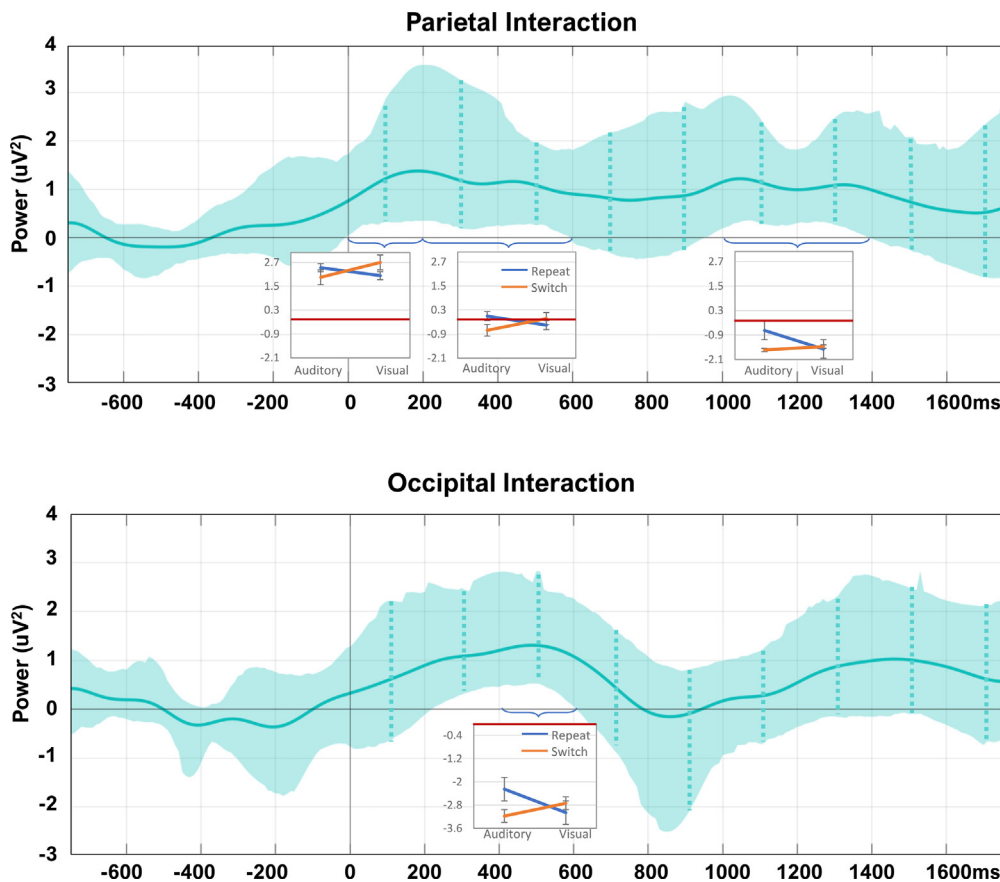 Parietal Interaction
Power (uV²)
4
3
2
1
0
-1
-2
-3
2.7
1.5
0.3
-0.9
-2.1
Auditory Visual
2.7
1.5
0.3
-0.9
-2.1
Repeat
Switch
Auditory Visual
2.7
1.5
0.3
-0.9
-2.1
Auditory Visual
-600 -400 -200 0 200 400 600 800 1000 1200 1400 1600ms
Occipital Interaction
Power (uV²)
4
3
2
1
0
-1
-2
-3
-0.4
-1.2
-2
-2.8
-3.6
Repeat
Switch
Auditory Visual
-600 -400 -200 0 200 400 600 800 1000 1200 1400 1600ms